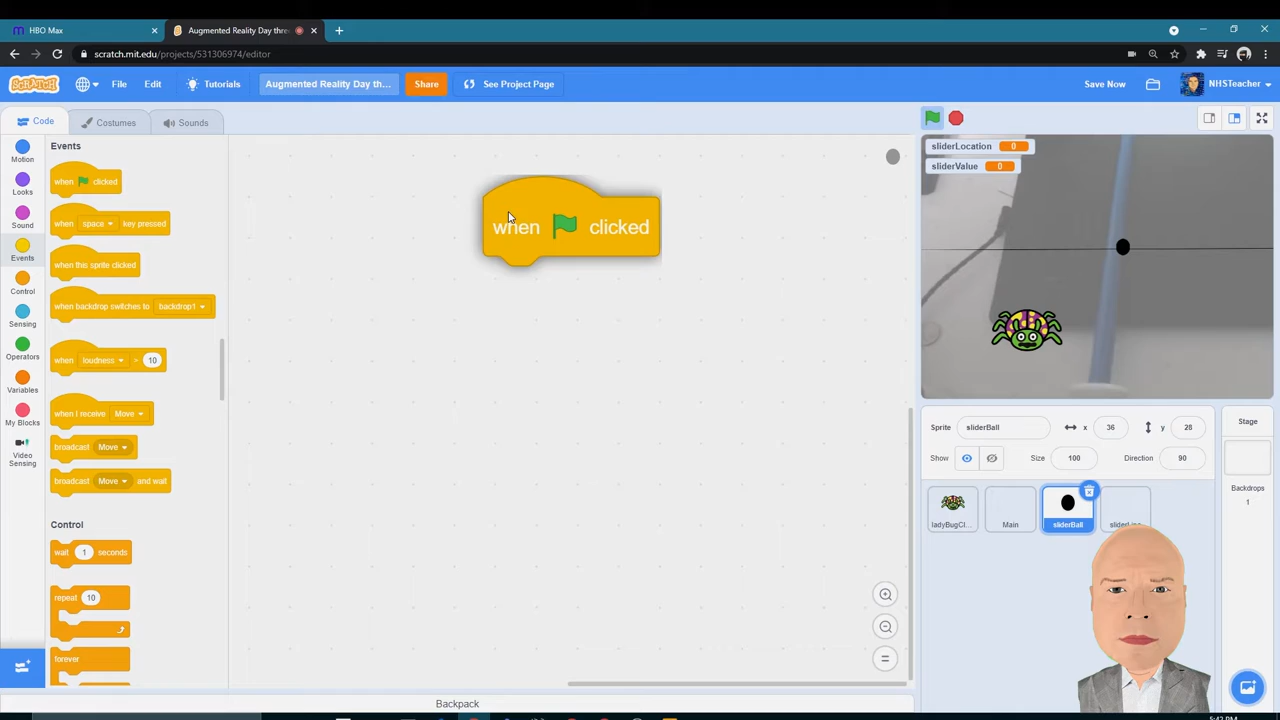 HBO Max
Augmented Reality Day thre
scratch.mit.edu/projects/531306974/editor
SCRATCH
File
Edit
Tutorials
Augmented Reality Day th...
Share
See Project Page
Save Now
NHSTeacher
Code
Costumes
Sounds
Motion
Looks
Sound
Events
Control
Sensing
Operators
Variables
My Blocks
Video
Sensing
Events
when clicked
when space key pressed
when this sprite clicked
when backdrop switches to backdrop1
when loudness > 10
when I receive Move
broadcast Move
broadcast Move and wait
Control
wait 1 seconds
repeat 10
forever
when clicked
sliderLocation 0
sliderValue 0
Sprite sliderBall x 36 y 28
Show Size 100 Direction 90
ladyBugCl...
Main
sliderBall
Stage
Backdrops
1
Backpack